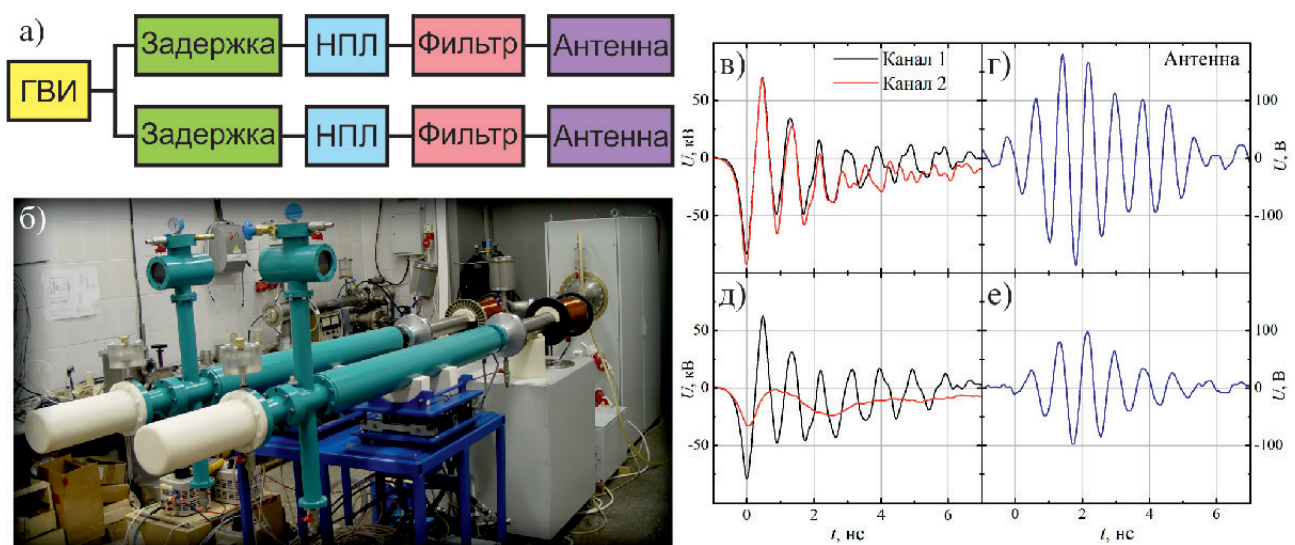 а)
ГВИ
Задержка НПЛ Фильтр Антенна
Задержка НПЛ Фильтр Антенна
б)
в)
Канал 1
Канал 2
50
0
-50
U, кВ
г)
Антенна
100
0
-100
U, В
д)
50
0
-50
U, кВ
0 2 4 6
t, нс
е)
100
0
-100
U, В
0 2 4 6
t, нс